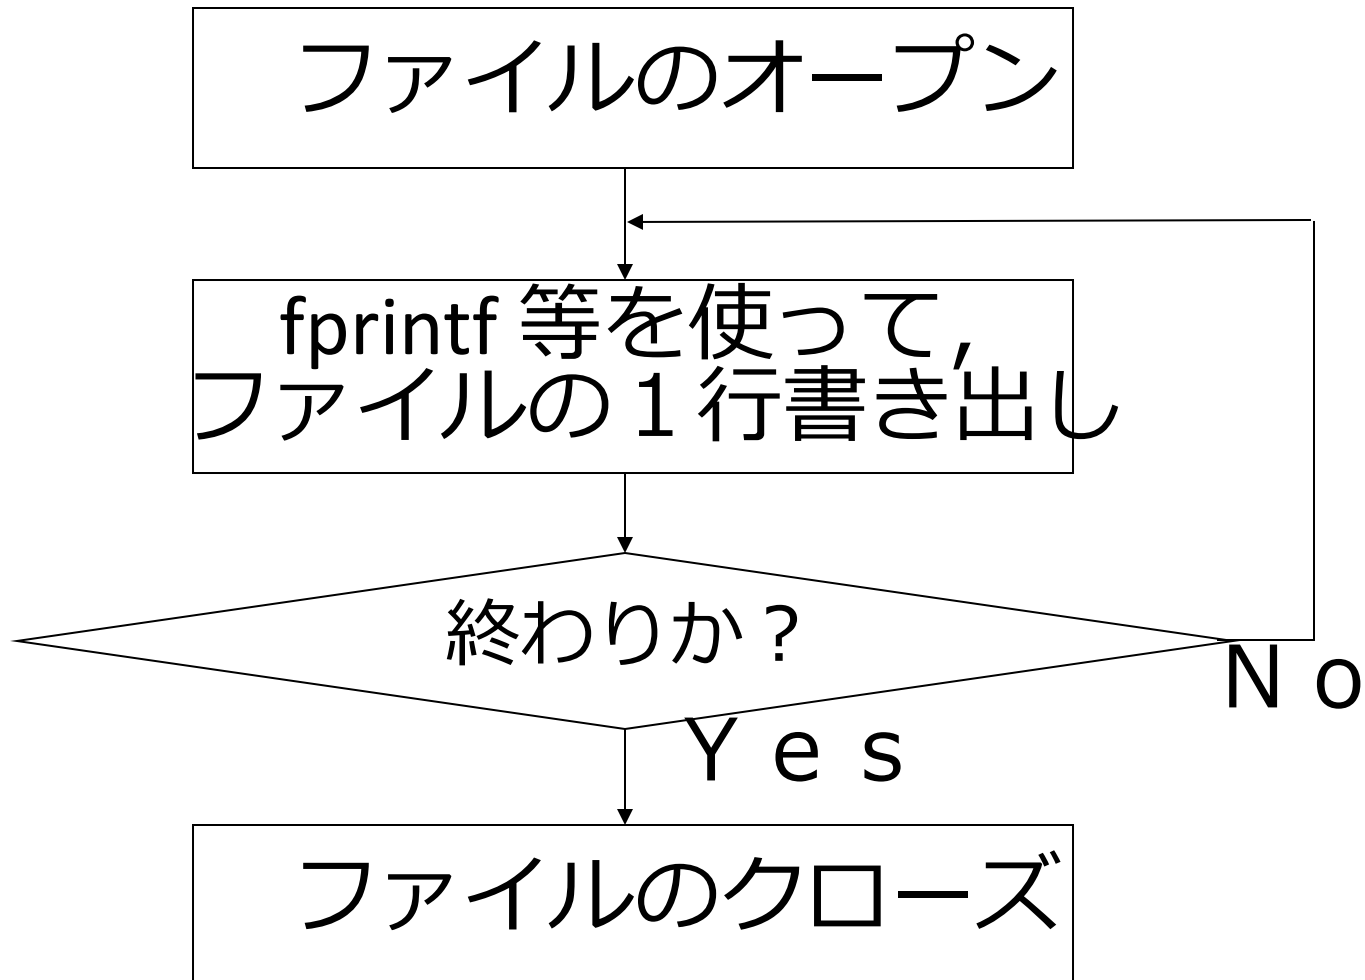 ファイルのオープン
fprintf 等を使って,
ファイルの１行書き出し
終わりか？
Ｎｏ
Ｙｅｓ
ファイルのクローズ